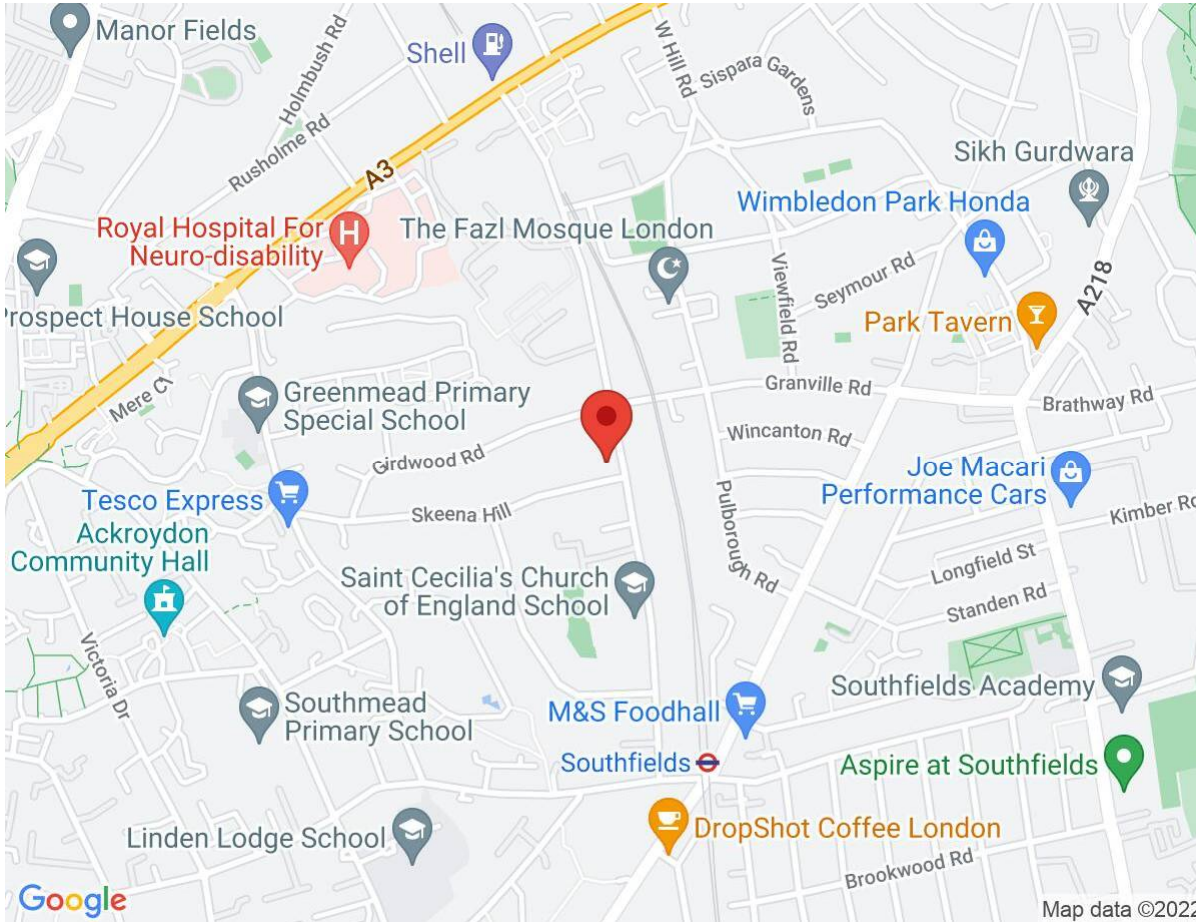 Manor Fields
Shell
Holmbush Rd
W Hill Rd
Sispara Gardens
Rusholme Rd
A3
Sikh Gurdwara
Wimbledon Park Honda
Royal Hospital For
Neuro-disability
The Fazl Mosque London
Viewfield Rd
Seymour Rd
A218
Prospect House School
Park Tavern
Mere Cl
Greenmead Primary
Special School
Granville Rd
Brathway Rd
Girdwood Rd
Wincanton Rd
Joe Macari
Performance Cars
Tesco Express
Skeena Hill
Pulborough Rd
Kimber Rd
Ackroydon
Community Hall
Longfield St
Saint Cecilia's Church
of England School
Standen Rd
Victoria Dr
Southmead
Primary School
M&S Foodhall
Southfields Academy
Southfields
Aspire at Southfields
Linden Lodge School
DropShot Coffee London
Brookwood Rd
Google
Map data ©2022